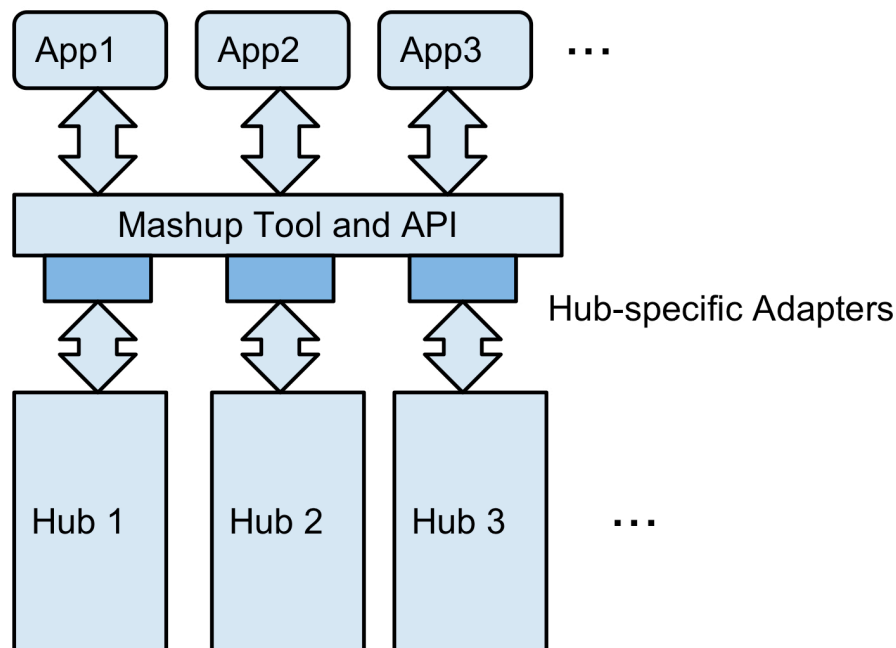 App1
App2
App3
...
Mashup Tool and API
Hub-specific Adapters
Hub 1
Hub 2
Hub 3
...